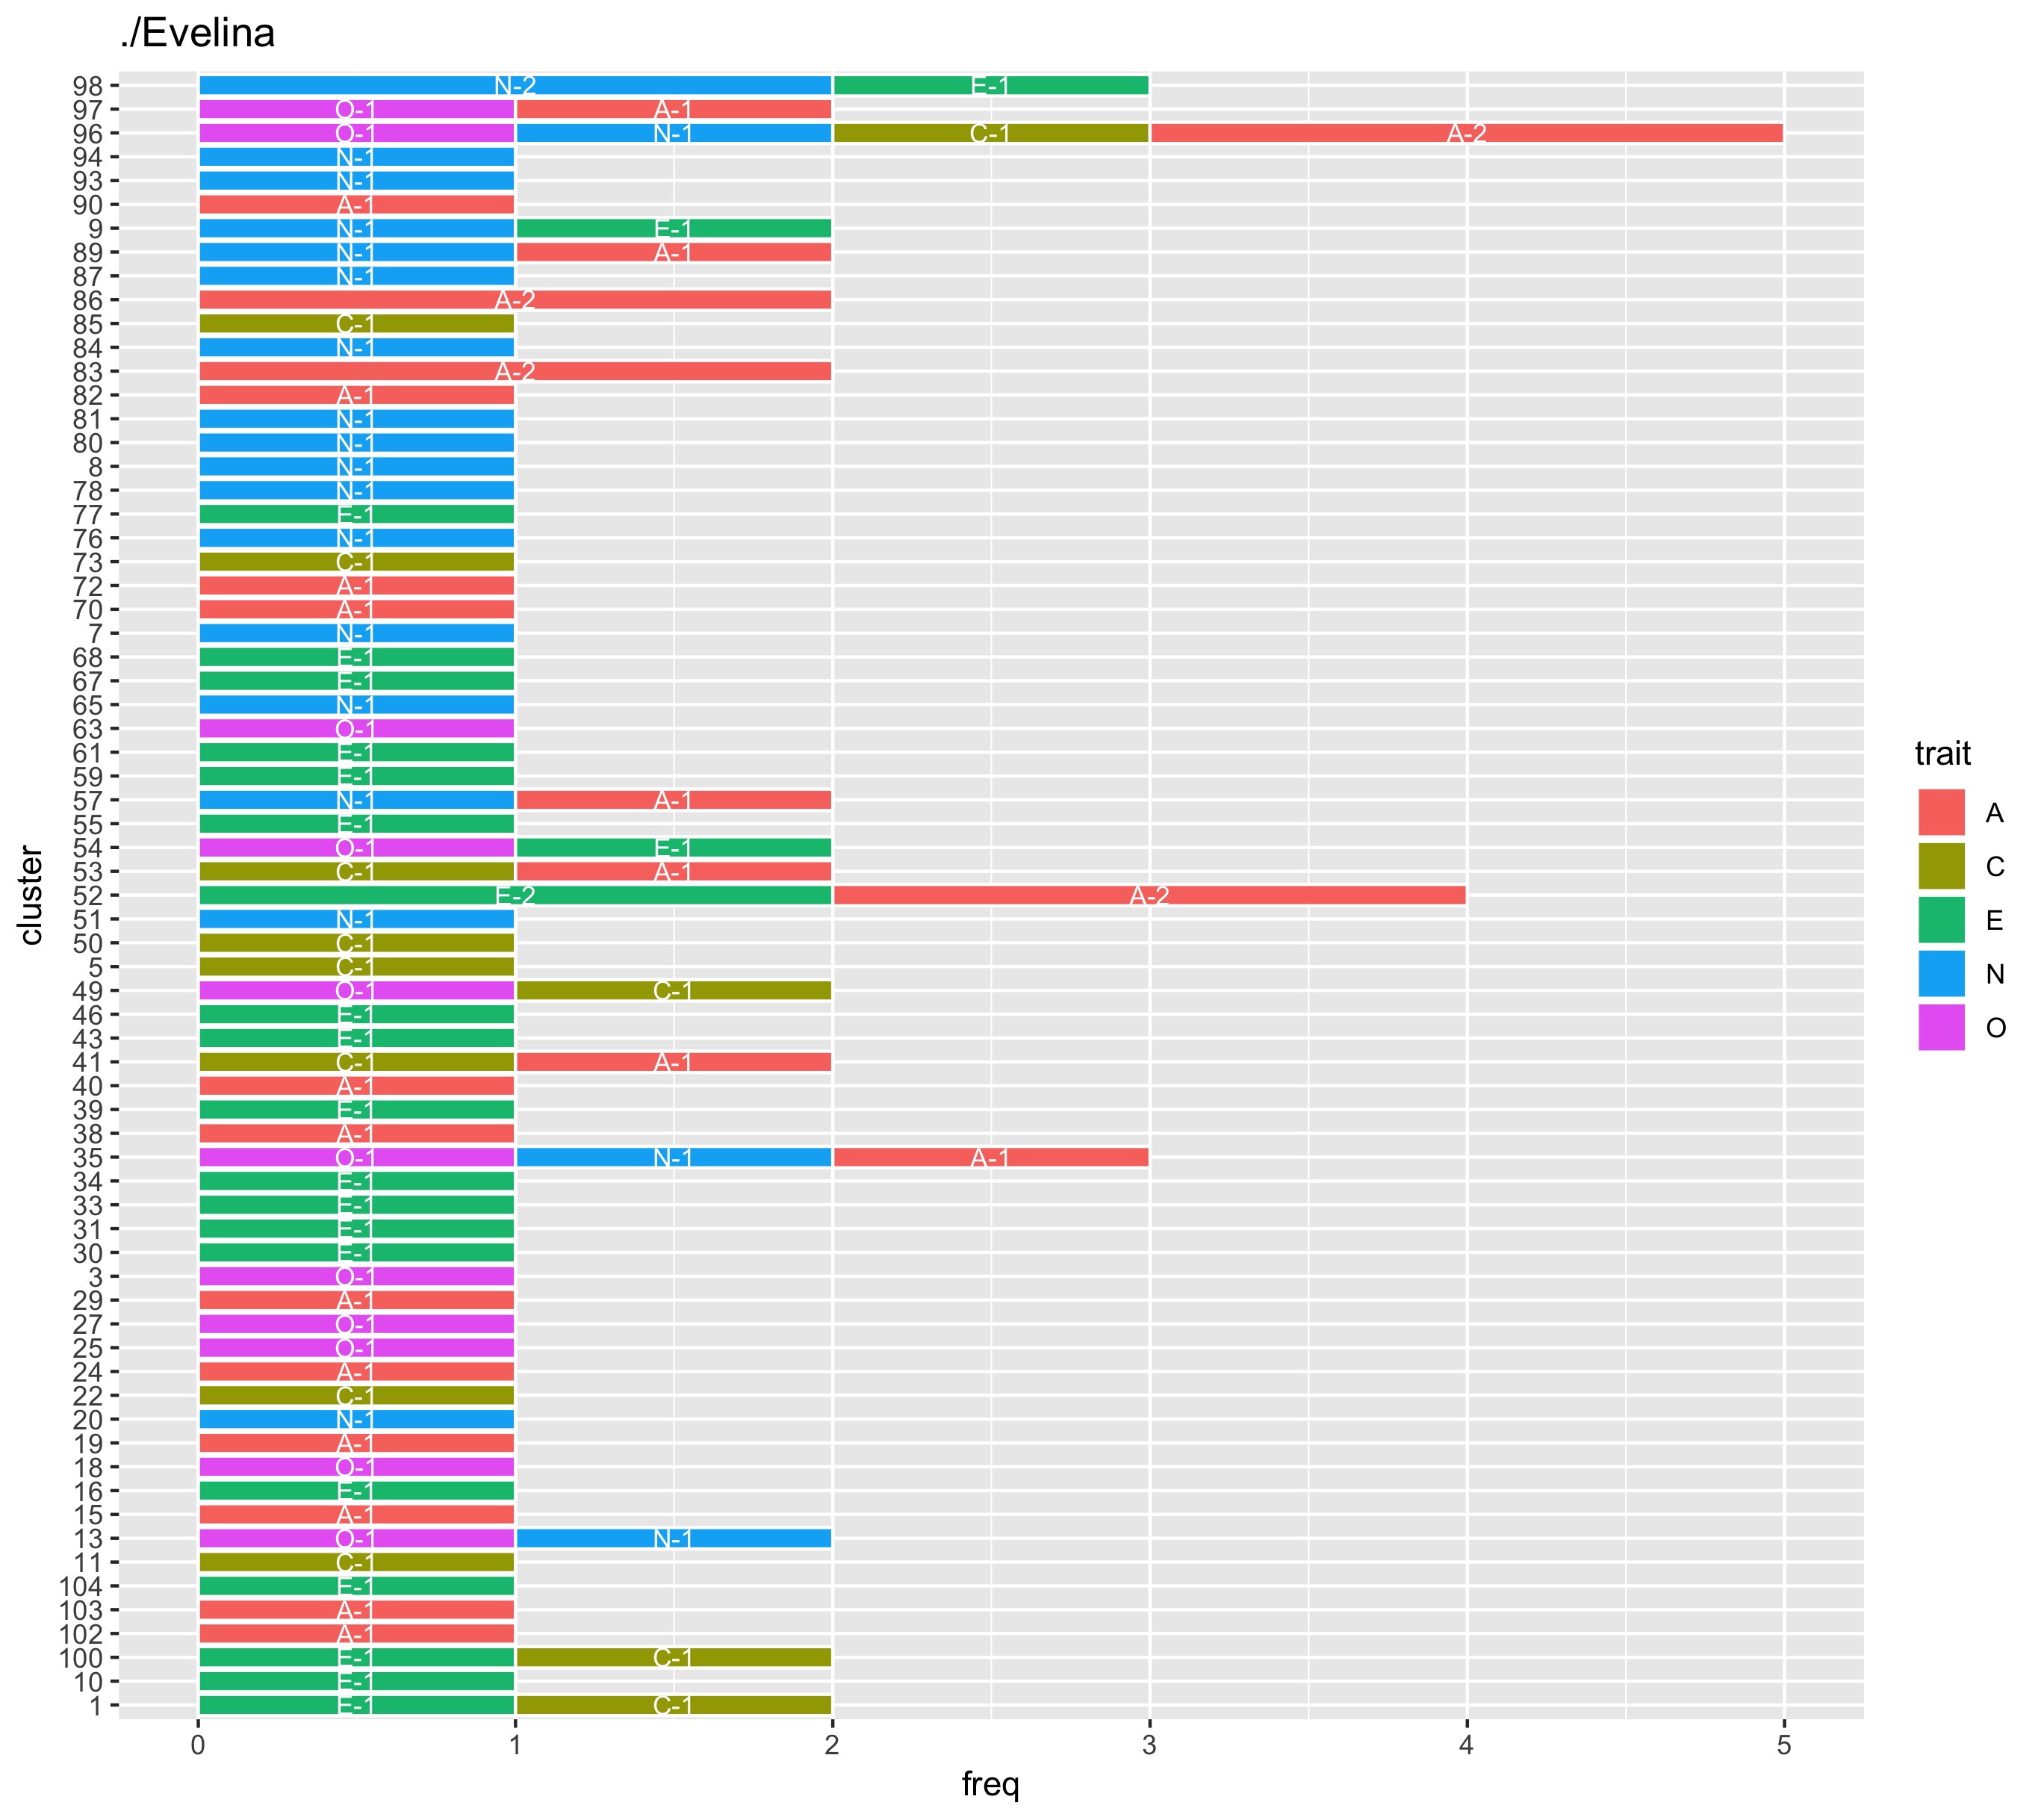 ./Evelina
98 N-2 E-1
97 O-1 A-1
96 O-1 N-1 C-1 A-2
94 N-1
93 N-1
90 A-1
9 N-1 E-1
89 N-1 A-1
87 N-1
86 A-2
85 C-1
84 N-1
83 A-2
82 A-1
81 N-1
80 N-1
8 N-1
78 N-1
77 E-1
76 N-1
73 C-1
72 A-1
70 A-1
7 N-1
68 E-1
67 E-1
65 N-1
63 O-1
61 E-1
59 E-1
57 N-1 A-1
55 E-1
54 O-1 E-1
53 C-1 A-1
52 E-2 A-2
51 N-1
50 C-1
5 C-1
49 O-1 C-1
46 E-1
43 E-1
41 C-1 A-1
40 A-1
39 E-1
38 A-1
35 O-1 N-1 A-1
34 E-1
33 E-1
31 E-1
30 E-1
3 O-1
29 A-1
27 O-1
25 O-1
24 A-1
22 C-1
20 N-1
19 A-1
18 O-1
16 E-1
15 A-1
13 O-1 N-1
11 C-1
104 E-1
103 A-1
102 A-1
100 E-1 C-1
10 E-1
1 E-1 C-1
0 1 2 3 4 5
freq
cluster
trait
A
C
E
N
O